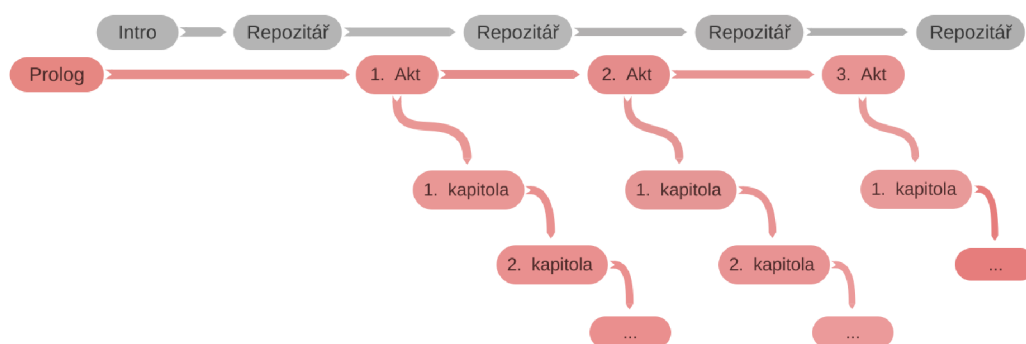 Intro
Repozitář
Repozitář
Repozitář
Repozitář
Prolog
1. Akt
2. Akt
3. Akt
1. kapitola
1. kapitola
1. kapitola
2. kapitola
2. kapitola
...
...
...